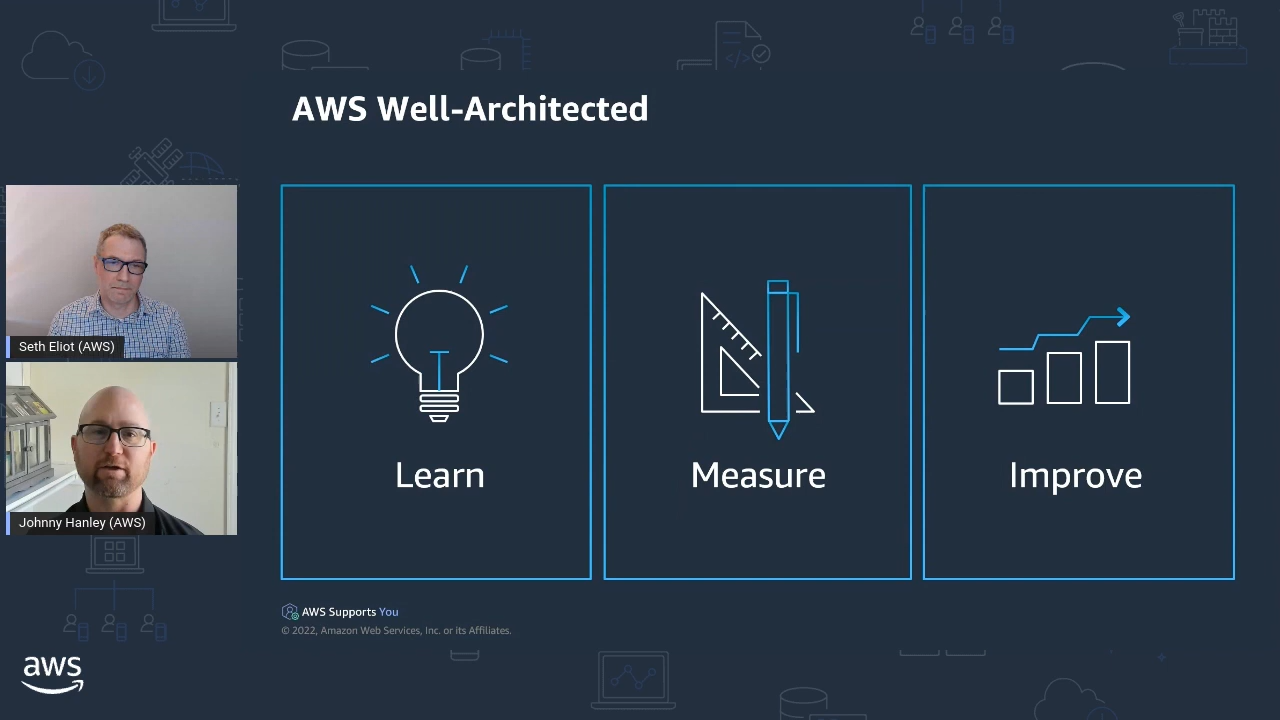 AWS Well-Architected
Seth Eliot (AWS)
Johnny Hanley (AWS)
Learn
Measure
Improve
AWS Supports You
© 2022, Amazon Web Services, Inc. or its Affiliates.
aws